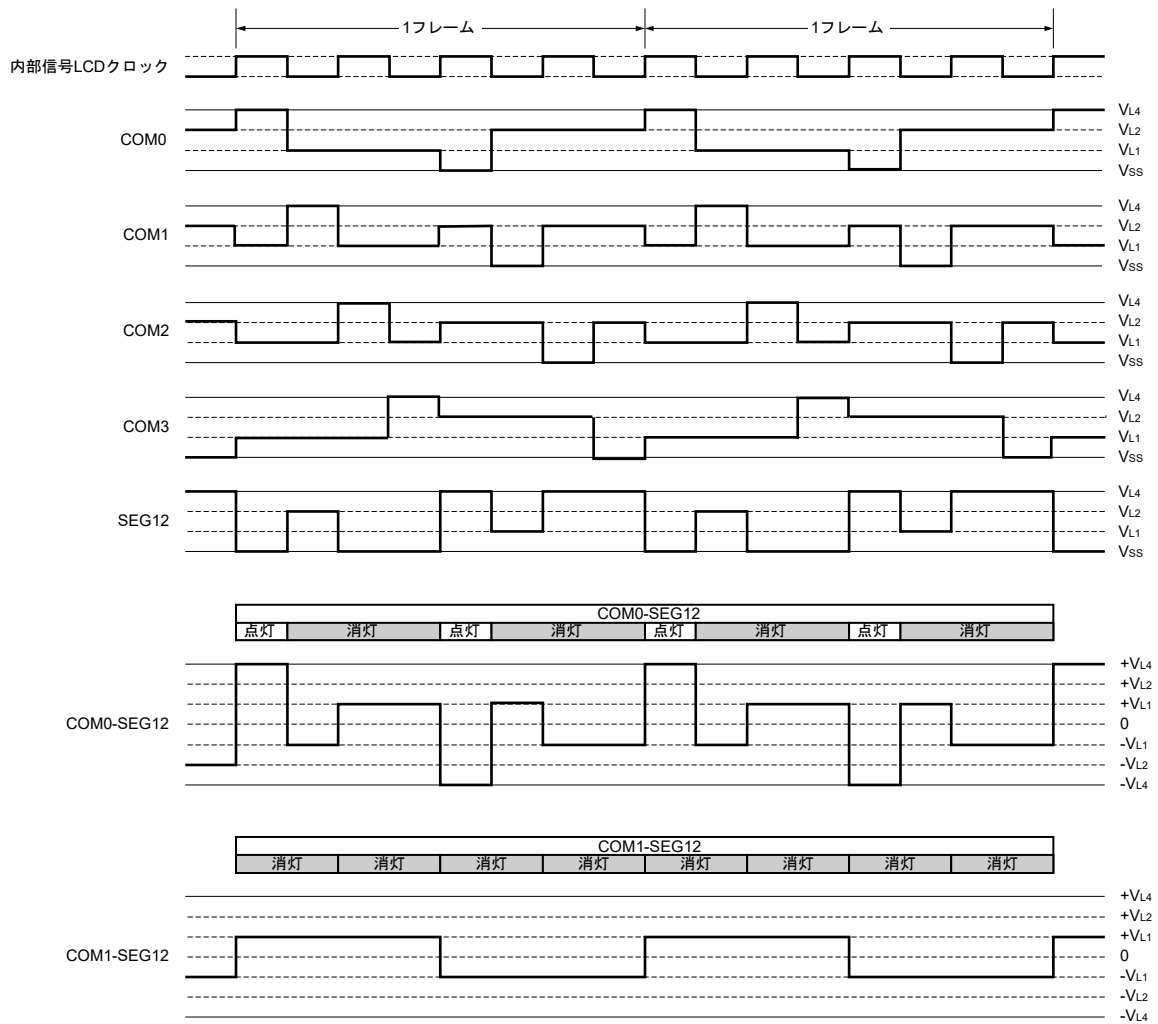 1フレーム 1フレーム
内部信号LCDクロック
COM0
VL4
VL2
VL1
VSS
COM1
VL4
VL2
VL1
VSS
COM2
VL4
VL2
VL1
VSS
COM3
VL4
VL2
VL1
VSS
SEG12
VL4
VL2
VL1
VSS
COM0-SEG12
点灯 消灯 点灯 消灯 点灯 消灯 点灯 消灯
COM0-SEG12
+VL4
+VL2
+VL1
0
-VL1
-VL2
-VL4
COM1-SEG12
消灯 消灯 消灯 消灯 消灯 消灯 消灯 消灯
COM1-SEG12
+VL4
+VL2
+VL1
0
-VL1
-VL2
-VL4